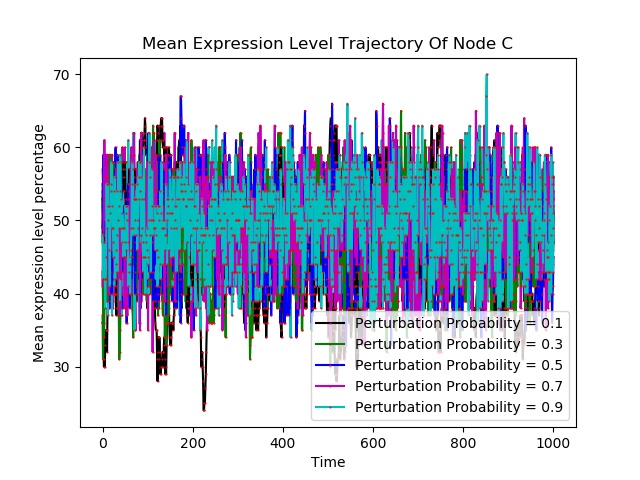 Mean Expression Level Trajectory Of Node C
Mean expression level percentage
70
60
50
40
30
Perturbation Probability = 0.1
Perturbation Probability = 0.3
Perturbation Probability = 0.5
Perturbation Probability = 0.7
Perturbation Probability = 0.9
0 200 400 600 800 1000
Time